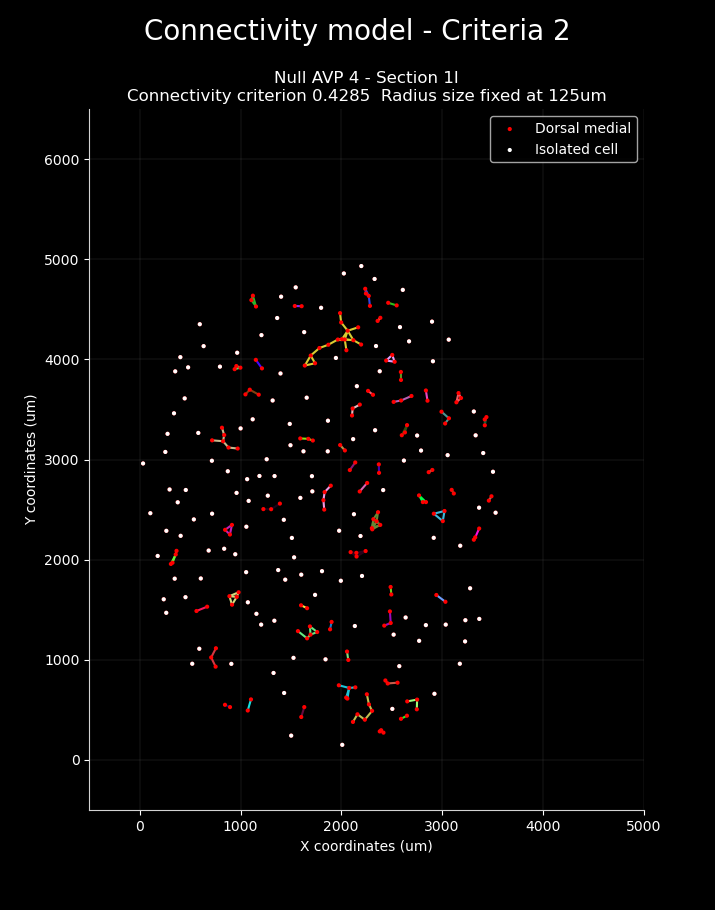 Connectivity model - Criteria 2
Null AVP 4 - Section 1l
Connectivity criterion 0.4285  Radius size fixed at 125um
Dorsal medial
Isolated cell
6000
5000
4000
3000
2000
1000
0
Y coordinates (um)
0
1000
2000
3000
4000
5000
X coordinates (um)